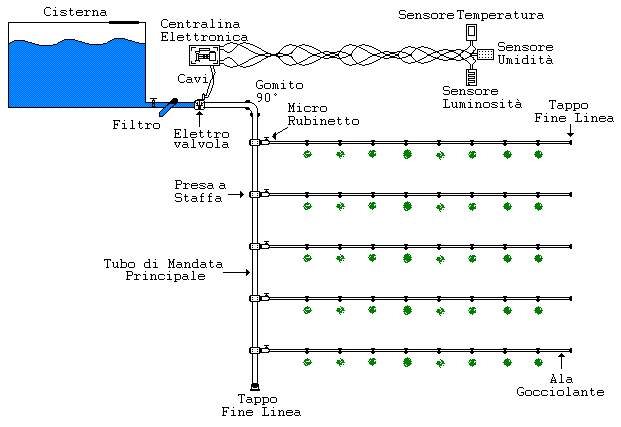 Cisterna
Centralina
Elettronica
Sensore Temperatura
Sensore
Umidità
Sensore
Luminosità
Cavi
Gomito
90°
Micro
Rubinetto
Tappo
Fine Linea
Filtro
Elettro
valvola
Presa a
Staffa
Tubo di Mandata
Principale
Ala
Gocciolante
Tappo
Fine Linea